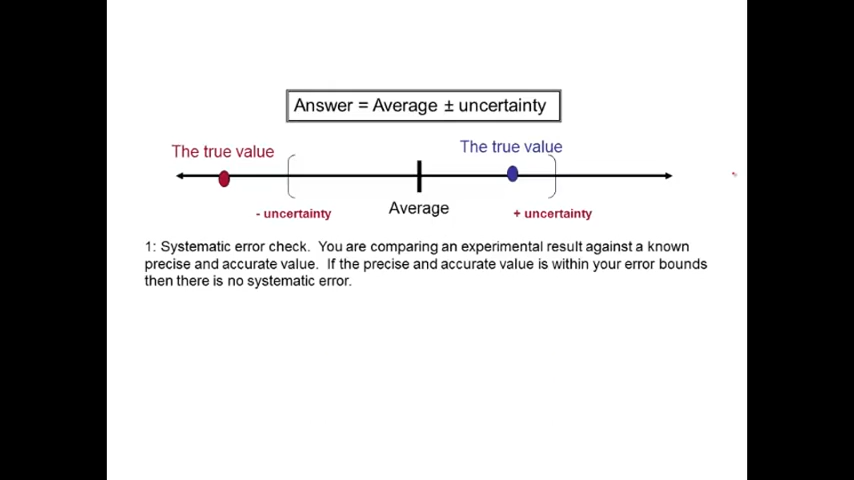 Answer = Average ± uncertainty
The true value
The true value
- uncertainty
Average
+ uncertainty
1: Systematic error check. You are comparing an experimental result against a known
precise and accurate value. If the precise and accurate value is within your error bounds
then there is no systematic error.